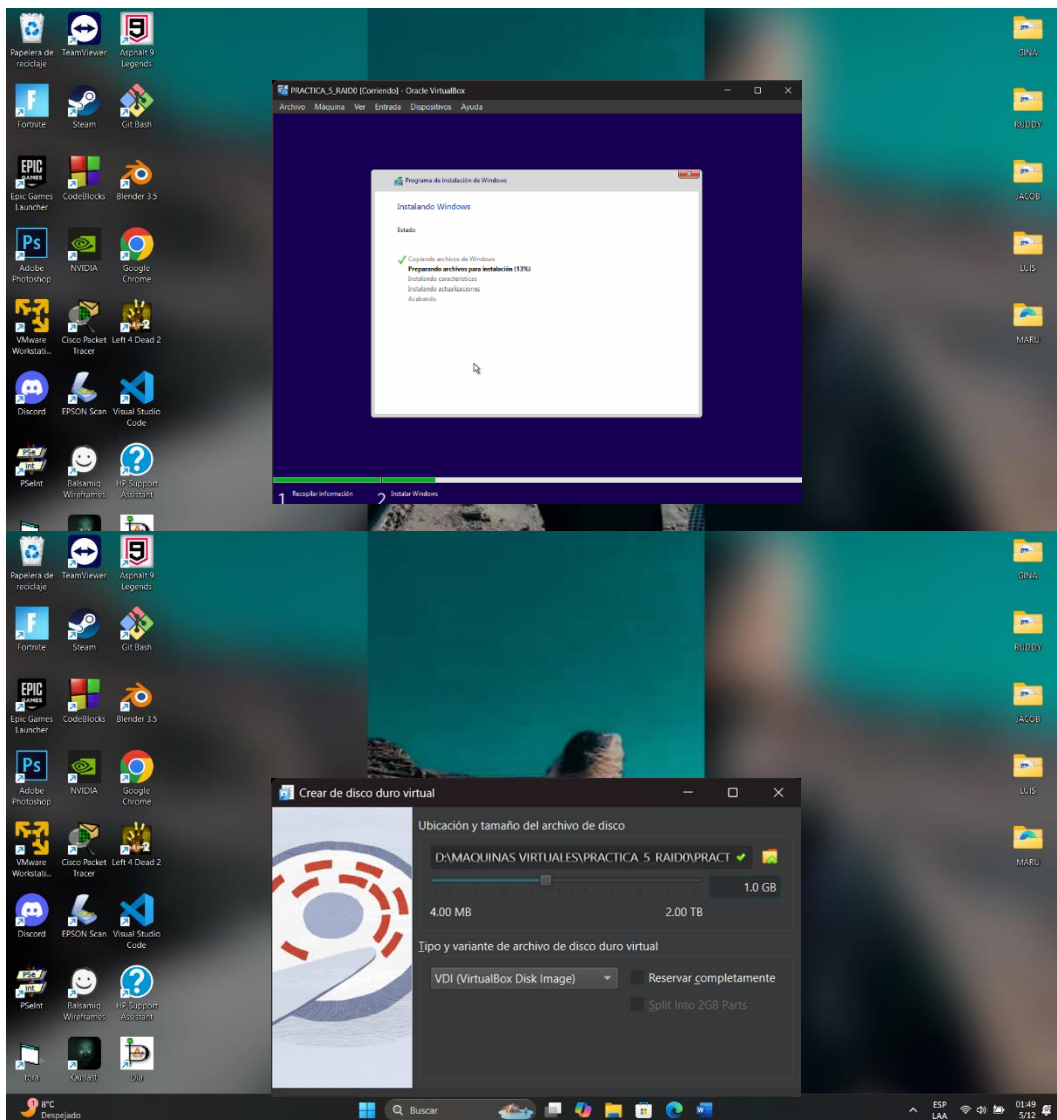 Papelera de reciclaje
TeamViewer
Asphalt 9 Legends
GINA
Fortnite
Steam
Git Bash
RUDDY
Epic Games Launcher
CodeBlocks
Blender 3.5
JACOB
Adobe Photoshop
NVIDIA
Google Chrome
LUIS
VMware Workstati...
Cisco Packet Tracer
Left 4 Dead 2
MARU
Discord
EPSON Scan
Visual Studio Code
PSeInt
Balsamiq Wireframes
HP Support Assistant
PRACTICA_5_RAID0 [Corriendo] - Oracle VirtualBox
Archivo Máquina Ver Entrada Dispositivos Ayuda
Programa de instalación de Windows
Instalando Windows
Estado
Copiando archivos de Windows
Preparando archivos para instalación (13%)
Instalando características
Instalando actualizaciones
Acabando
1 Recopilar información 2 Instalar Windows
Papelera de reciclaje
TeamViewer
Asphalt 9 Legends
GINA
Fortnite
Steam
Git Bash
RUDDY
Epic Games Launcher
CodeBlocks
Blender 3.5
JACOB
Adobe Photoshop
NVIDIA
Google Chrome
LUIS
VMware Workstati...
Cisco Packet Tracer
Left 4 Dead 2
MARU
Discord
EPSON Scan
Visual Studio Code
PSeInt
Balsamiq Wireframes
HP Support Assistant
tora
Outlast
Dia
Crear de disco duro virtual
Ubicación y tamaño del archivo de disco
D:\MAQUINAS VIRTUALES\PRACTICA_5_RAID0\PRACT
1.0 GB
4.00 MB 2.00 TB
Tipo y variante de archivo de disco duro virtual
VDI (VirtualBox Disk Image)
Reservar completamente
Split Into 2GB Parts
1
8°C
Despejado
Buscar
ESP
LAA
01:49
5/12